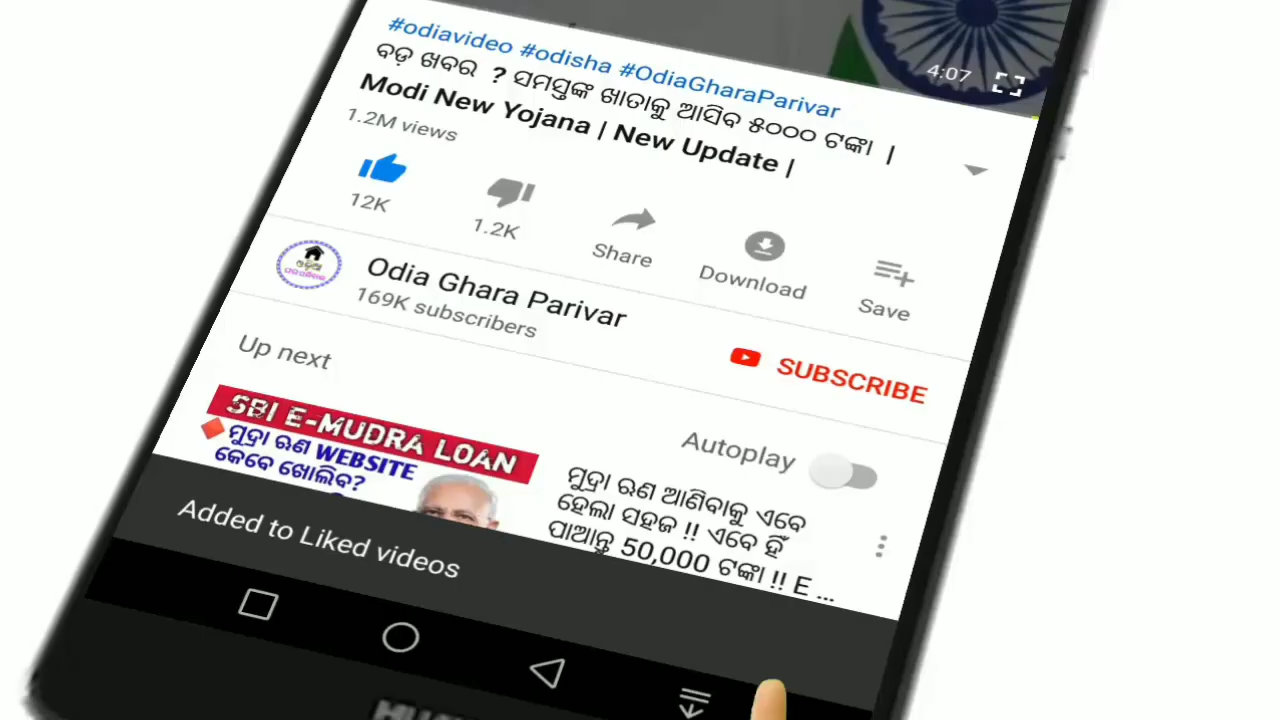 4:07
#odiavideo #odisha #OdiaGharaParivar
ବଡ଼ ଖବର ? ସମସ୍ତଙ୍କ ଖାତାକୁ ଆସିବ ୫୦୦୦ ଟଙ୍କା |
Modi New Yojana | New Update |
1.2M views
12K
1.2K
Share
Download
Save
Odia Ghara Parivar
169K subscribers
SUBSCRIBE
Up next
Autoplay
SBI E-MUDRA LOAN
ମୁଦ୍ରା ଋଣ WEBSITE
କେବେ ଖୋଲିବ?
ମୁଦ୍ରା ଋଣ ଆଣିବାକୁ ଏବେ
ହେଲା ସହଜ !! ଏବେ ହିଁ
ପାଆନ୍ତୁ 50,000 ଟଙ୍କା !! E ...
Added to Liked videos